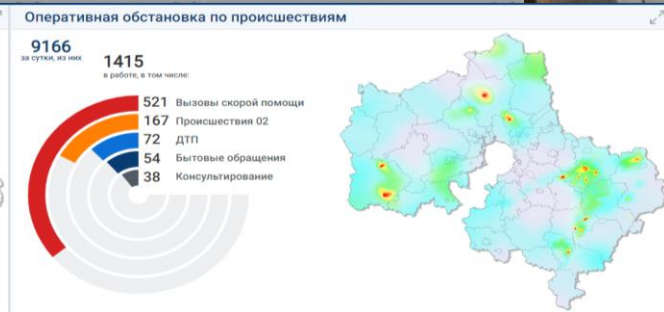 Оперативная обстановка по происшествиям
9166
за сутки, из них
1415
в работе, в том числе:
521 Вызовы скорой помощи
167 Происшествия 02
72 ДТП
54 Бытовые обращения
38 Консультирование